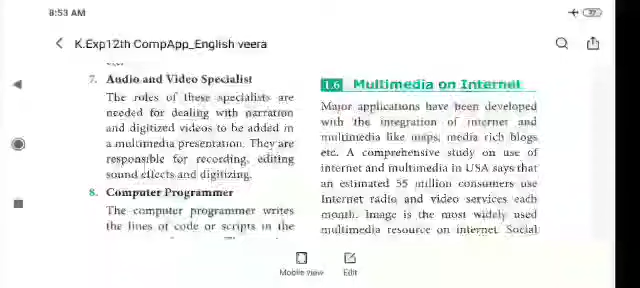 8:53 AM
37
K.Exp12th CompApp_English veera
7. Audio and Video Specialist
The roles of these specialists are
needed for dealing with narration
and digitized videos to be added in
a multimedia presentation. They are
responsible for recording, editing
sound effects and digitizing.
8. Computer Programmer
The computer programmer writes
the lines of code or scripts in the
1.6 Multimedia on Internet
Major applications have been developed
with the integration of internet and
multimedia like maps, media rich blogs
etc. A comprehensive study on use of
internet and multimedia in USA says that
an estimated 55 million consumers use
Internet radio and video services each
month. Image is the most widely used
multimedia resource on internet. Social
Mobile view
Edit